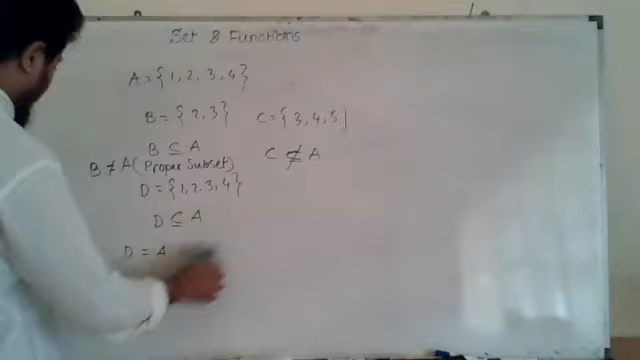 Set & Functions
A = {1, 2, 3, 4}
B = {2, 3} C = {3, 4, 5}
B ⊆ A
C ⊄ A
B ≠ A (Proper Subset)
D = {1, 2, 3, 4}
D ⊆ A
D = A